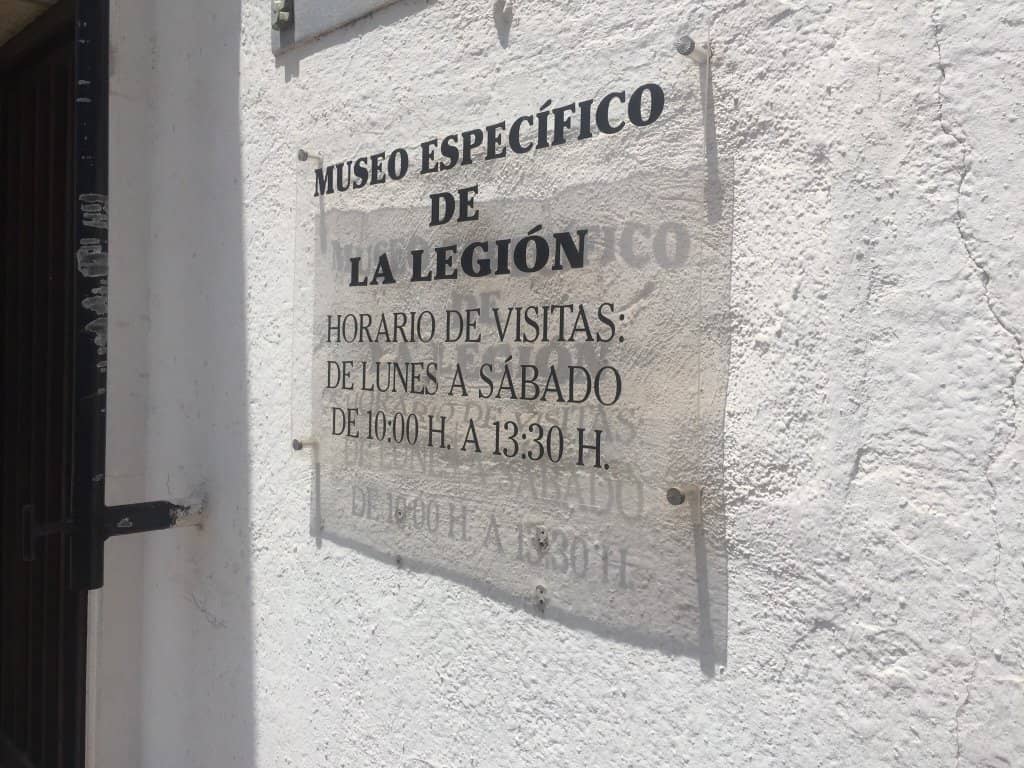 MUSEO ESPECÍFICO
DE
LA LEGIÓN
HORARIO DE VISITAS:
DE LUNES A SÁBADO
DE 10:00 H. A 13:30 H.